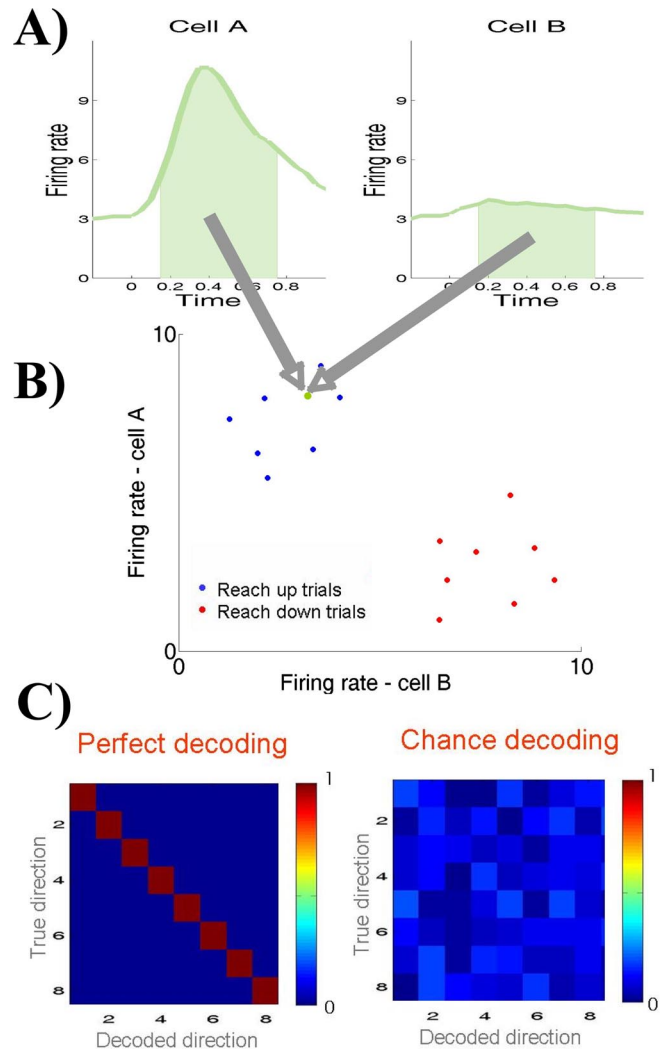 A)
Cell A
Cell B
Firing rate
9
6
3
0
0 0.2 0.4 0.6 0.8
Time
Firing rate
9
6
3
0
0 0.2 0.4 0.6 0.8
Time
B)
10
Firing rate - cell A
Reach up trials
Reach down trials
0
0
10
Firing rate - cell B
C)
Perfect decoding
Chance decoding
True direction
2
4
6
8
2 4 6 8
Decoded direction
1
0
True direction
2
4
6
8
2 4 6 8
Decoded direction
1
0